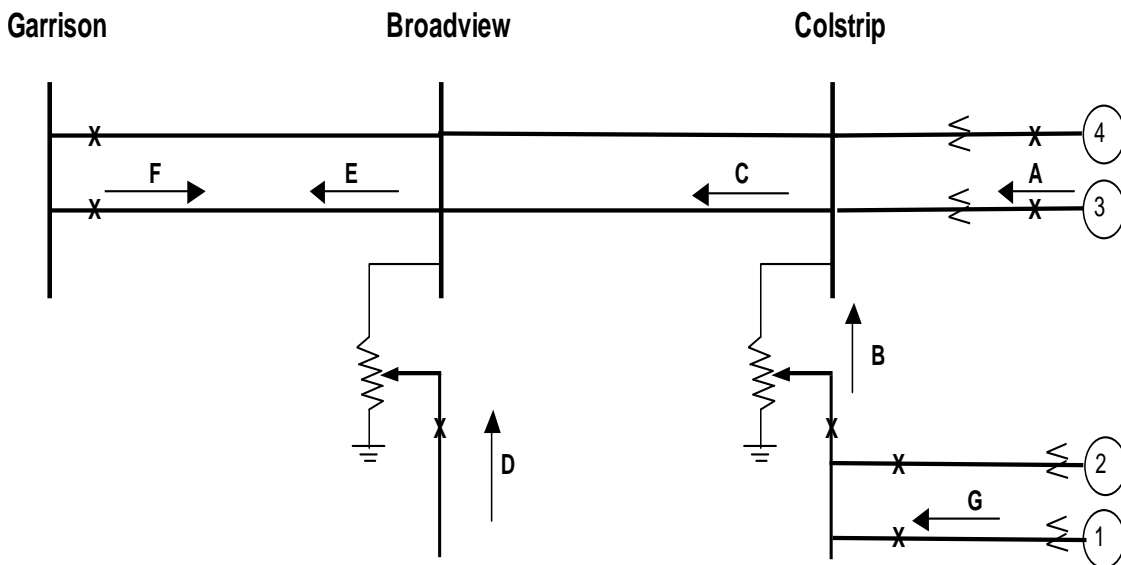 Garrison Broadview Colstrip
X X 4
F E C A
X X 3
B
X X
D X 2
G
X 1